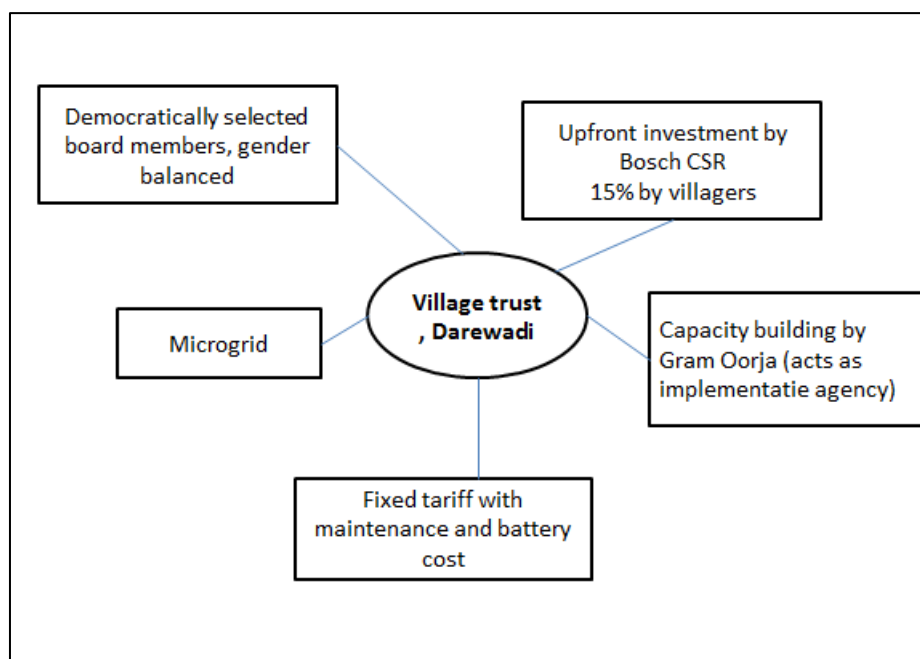 Democratically selected
board members, gender
balanced
Upfront investment by
Bosch CSR
15% by villagers
Village trust
, Darewadi
Microgrid
Capacity building by
Gram Oorja (acts as
implementatie agency)
Fixed tariff with
maintenance and battery
cost